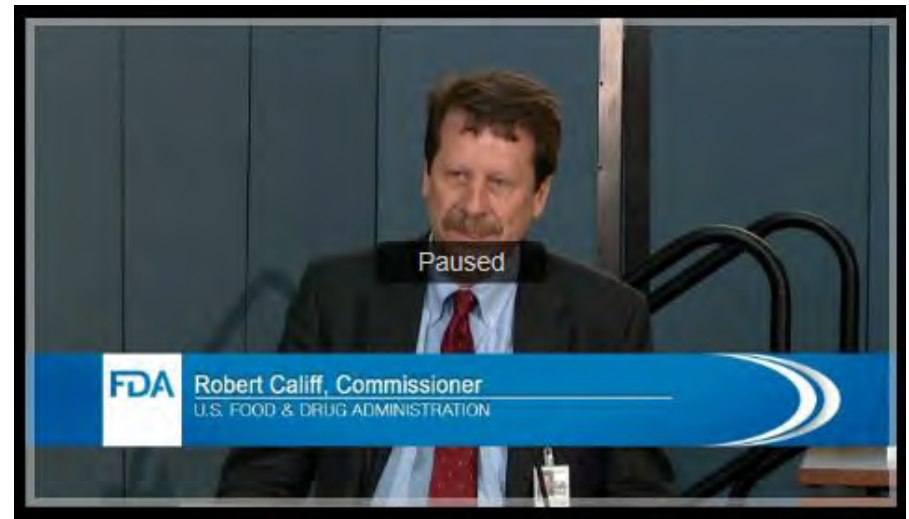 Paused
FDA
Robert Califf, Commissioner
U.S. FOOD & DRUG ADMINISTRATION